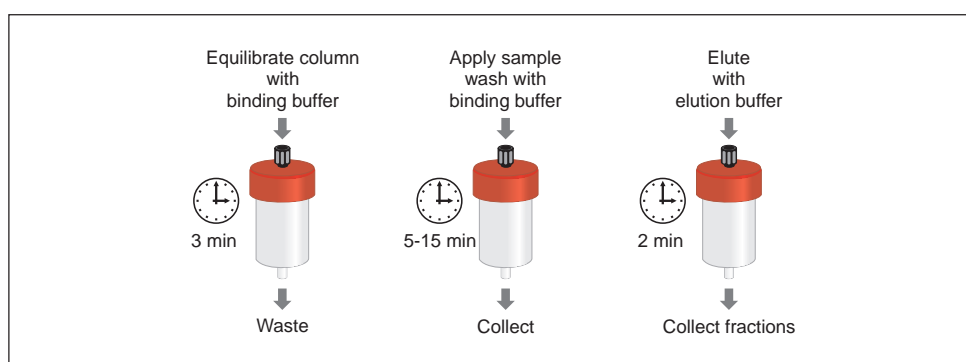 Equilibrate column
with
binding buffer
3 min
Waste
Apply sample
wash with
binding buffer
5-15 min
Collect
Elute
with
elution buffer
2 min
Collect fractions